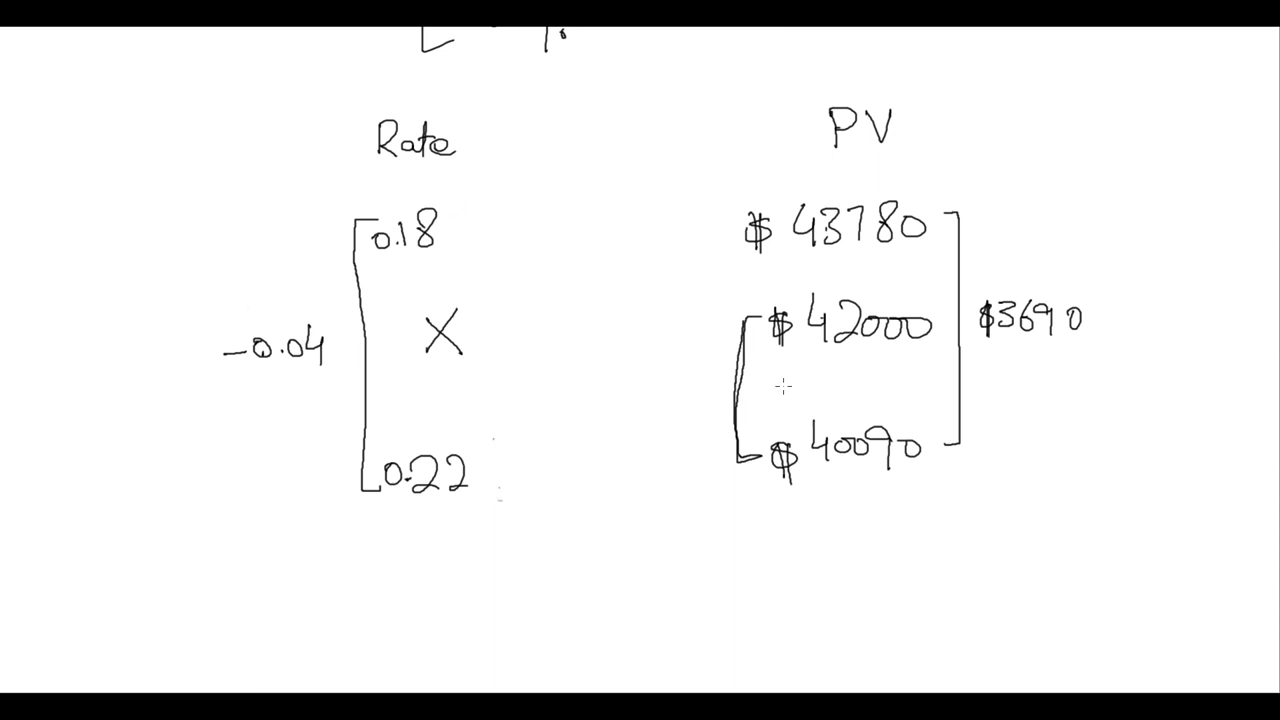 Rate PV
0.18 $ 43780
-0.04 X $ 42000 $3690
0.22 $ 40090